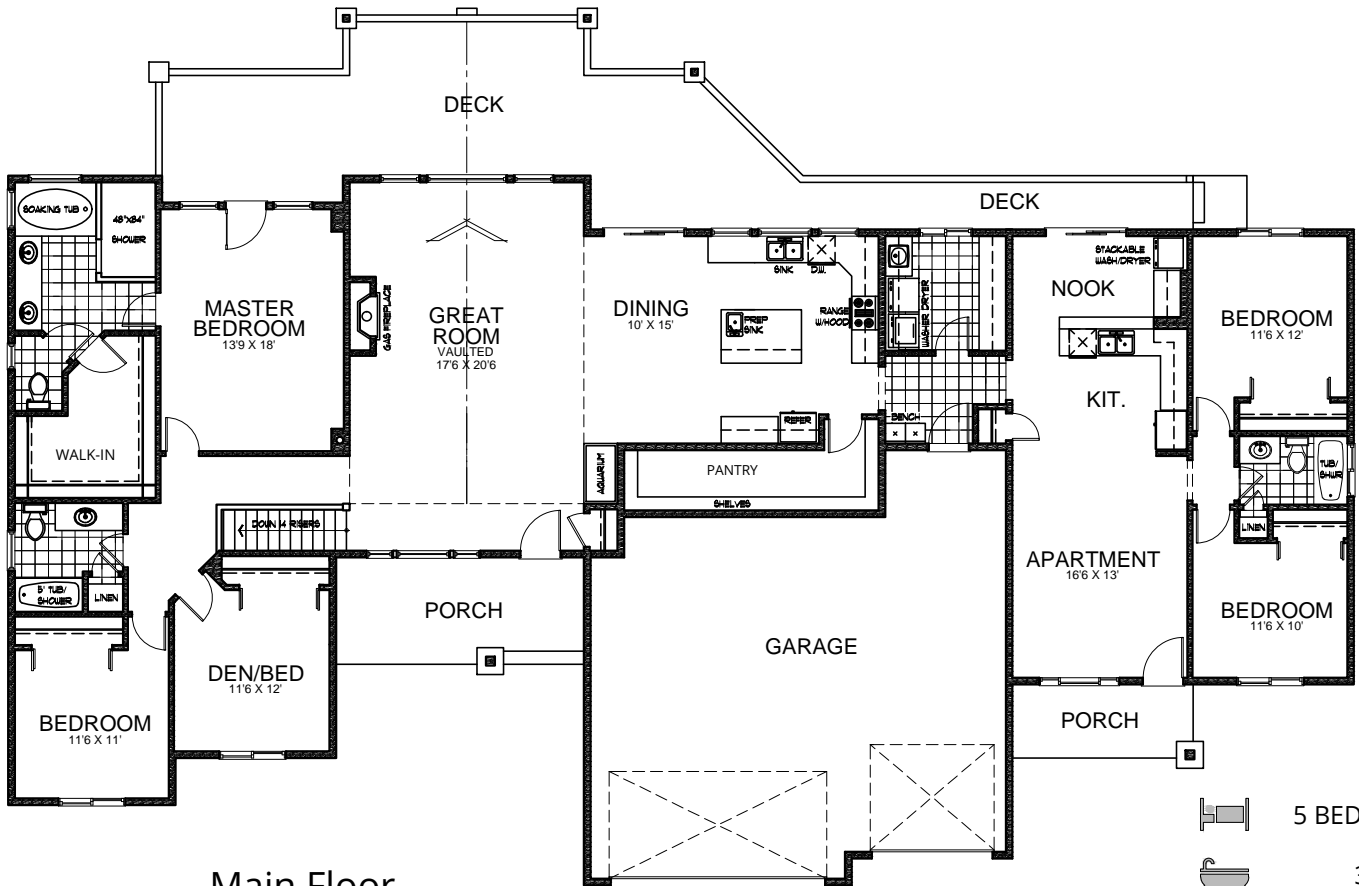 DECK
DECK
SOAKING TUB
48"X84"
SHOWER
MASTER
BEDROOM
13'9 X 18'
GAS FIREPLACE
GREAT
ROOM
VAULTED
17'6 X 20'6
DINING
10' X 15'
SINK
D.W.
PREP
SINK
RANGE
W/HOOD
WASHER DRYER
STACKABLE
WASH/DRYER
NOOK
BEDROOM
11'6 X 12'
KIT.
REFER
BENCH
WALK-IN
AQUARIUM
PANTRY
SHELVES
TUB/
SHWR
LINEN
DOWN 14 RISERS
5' TUB/
SHOWER
LINEN
APARTMENT
16'6 X 13'
PORCH
BEDROOM
11'6 X 10'
GARAGE
DEN/BED
11'6 X 12'
BEDROOM
11'6 X 11'
PORCH
5 BED
Main Floor